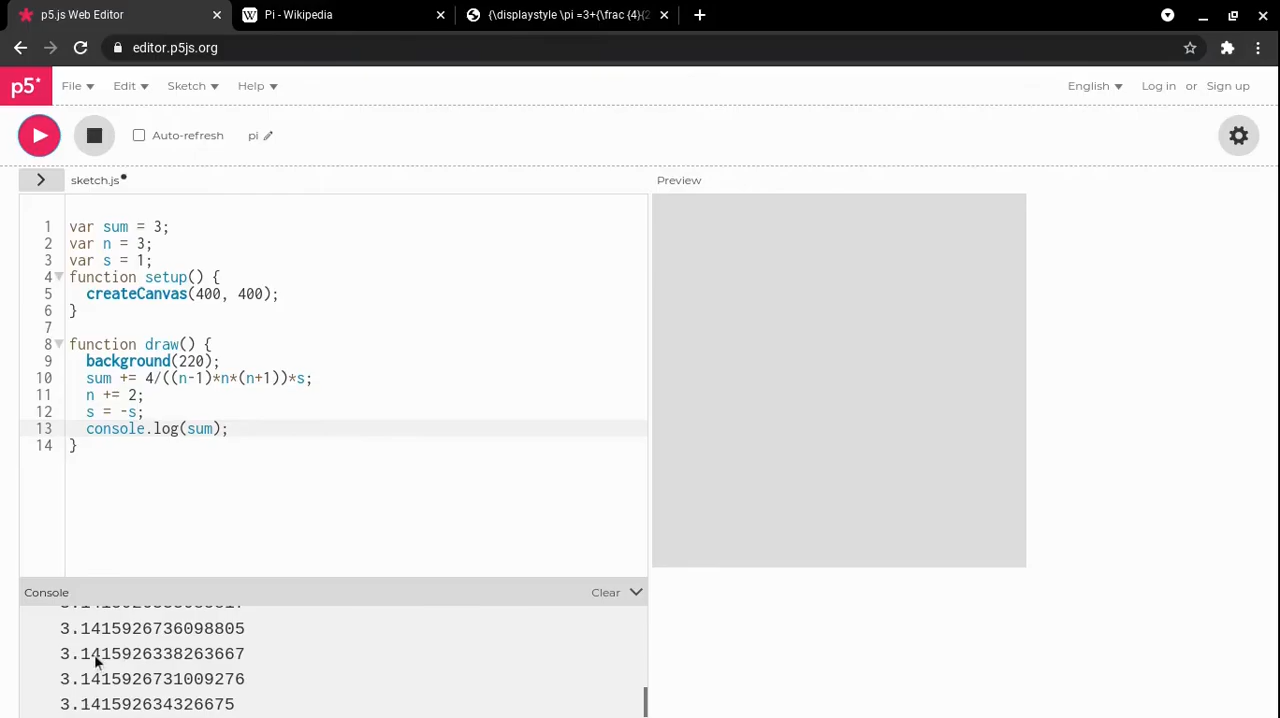 p5.js Web Editor
Pi - Wikipedia
{\displaystyle \pi =3+{\frac {4}{2
editor.p5js.org
p5* File Edit Sketch Help English Log in or Sign up
Auto-refresh pi
sketch.js
Preview
1 var sum = 3;
2 var n = 3;
3 var s = 1;
4 function setup() {
5 createCanvas(400, 400);
6 }
7
8 function draw() {
9 background(220);
10 sum += 4/((n-1)*n*(n+1))*s;
11 n += 2;
12 s = -s;
13 console.log(sum);
14 }
Console Clear
3.1415926736098805
3.1415926338263667
3.1415926731009276
3.141592634326675